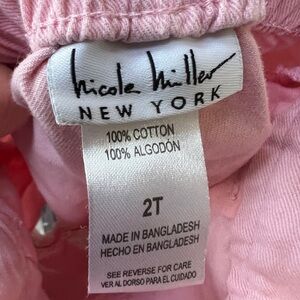 nicole miller
NEW YORK
100% COTTON
100% ALGODÓN
2T
MADE IN BANGLADESH
HECHO EN BANGLADESH
SEE REVERSE FOR CARE
VER AL DORSO PARA EL CUIDADO